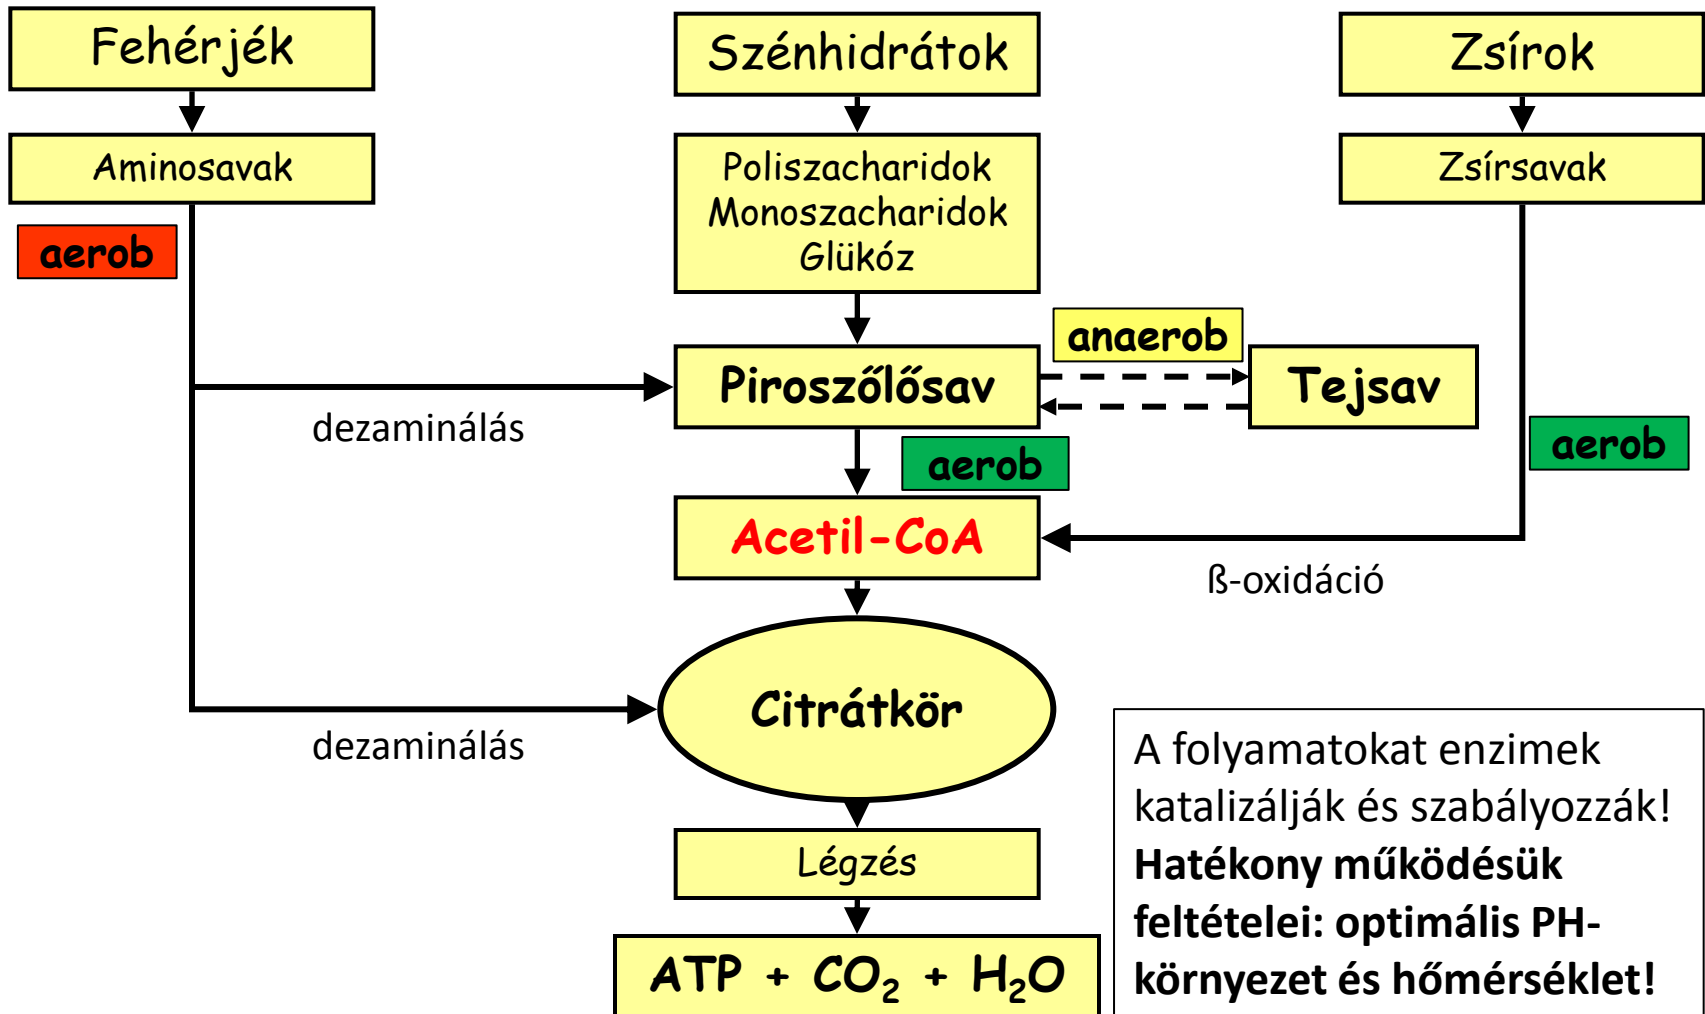 Fehérjék
Szénhidrátok
Zsírok
Aminosavak
Poliszacharidok
Monoszacharidok
Glükóz
Zsírsavak
aerob
anaerob
Piroszőlősav
Tejsav
dezaminálás
aerob
aerob
Acetil-CoA
ß-oxidáció
Citrátkör
dezaminálás
Légzés
ATP + CO₂ + H₂O
A folyamatokat enzimek
katalizálják és szabályozzák!
Hatékony működésük
feltételei: optimális PH-
környezet és hőmérséklet!